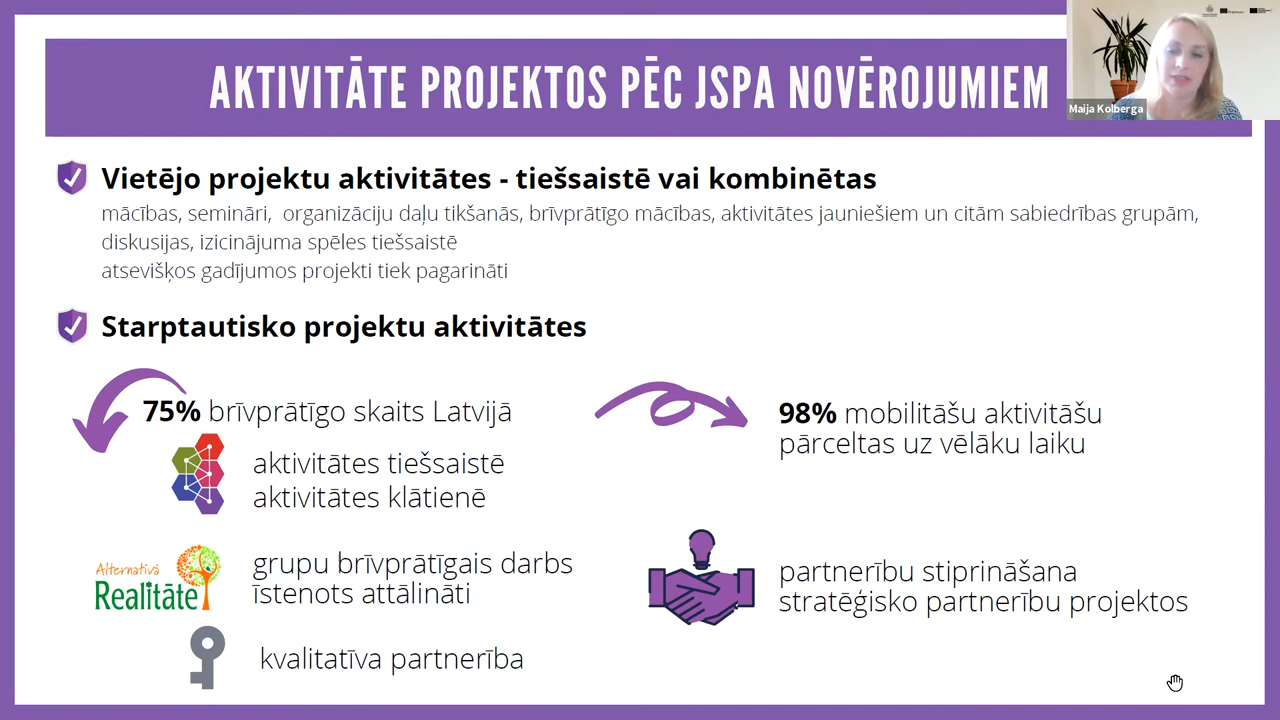 AKTIVITĀTE PROJEKTOS PĒC JSPA NOVĒROJUMIEM
Maija Kolberga
Vietējo projektu aktivitātes - tiešsaistē vai kombinētas
mācības, semināri, organizāciju daļu tikšanās, brīvprātīgo mācības, aktivitātes jauniešiem un citām sabiedrības grupām,
diskusijas, izicinājuma spēles tiešsaistē
atsevišķos gadījumos projekti tiek pagarināti
Starptautisko projektu aktivitātes
75% brīvprātīgo skaits Latvijā
aktivitātes tiešsaistē
aktivitātes klātienē
Alternatīvā
Realitāte
grupu brīvprātīgais darbs
īstenots attālināti
kvalitatīva partnerība
98% mobilitāšu aktivitāšu
pārceltas uz vēlāku laiku
partnerību stiprināšana
stratēģisko partnerību projektos